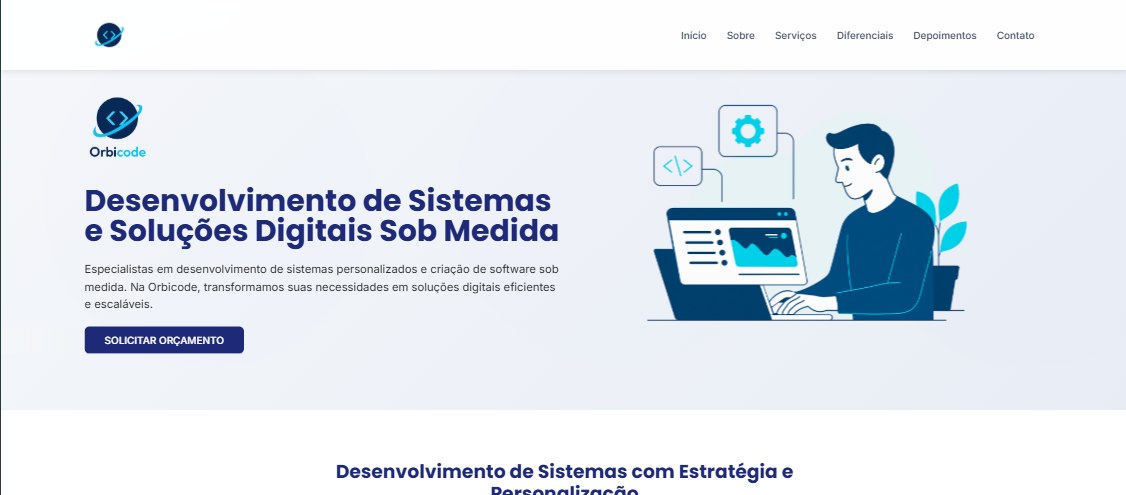 Início Sobre Serviços Diferenciais Depoimentos Contato
Orbicode
Desenvolvimento de Sistemas
e Soluções Digitais Sob Medida
Especialistas em desenvolvimento de sistemas personalizados e criação de software sob
medida. Na Orbicode, transformamos suas necessidades em soluções digitais eficientes
e escaláveis.
SOLICITAR ORÇAMENTO
</>
Desenvolvimento de Sistemas com Estratégia e
Personalização